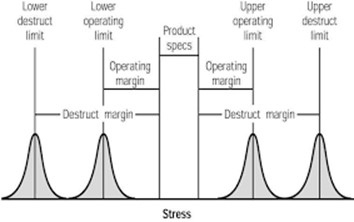 Lower
destruct
limit
Lower
operating
limit
Product
specs
Upper
operating
limit
Upper
destruct
limit
Operating
margin
Operating
margin
Destruct margin
Destruct margin
Stress